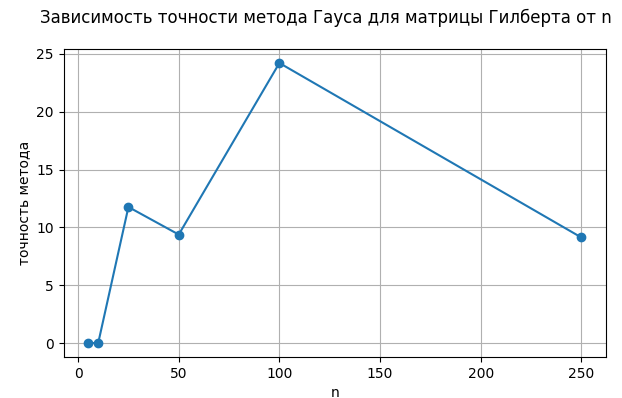 Зависимость точности метода Гауса для матрицы Гилберта от n
25
20
15
10
5
0
точность метода
0 50 100 150 200 250
n